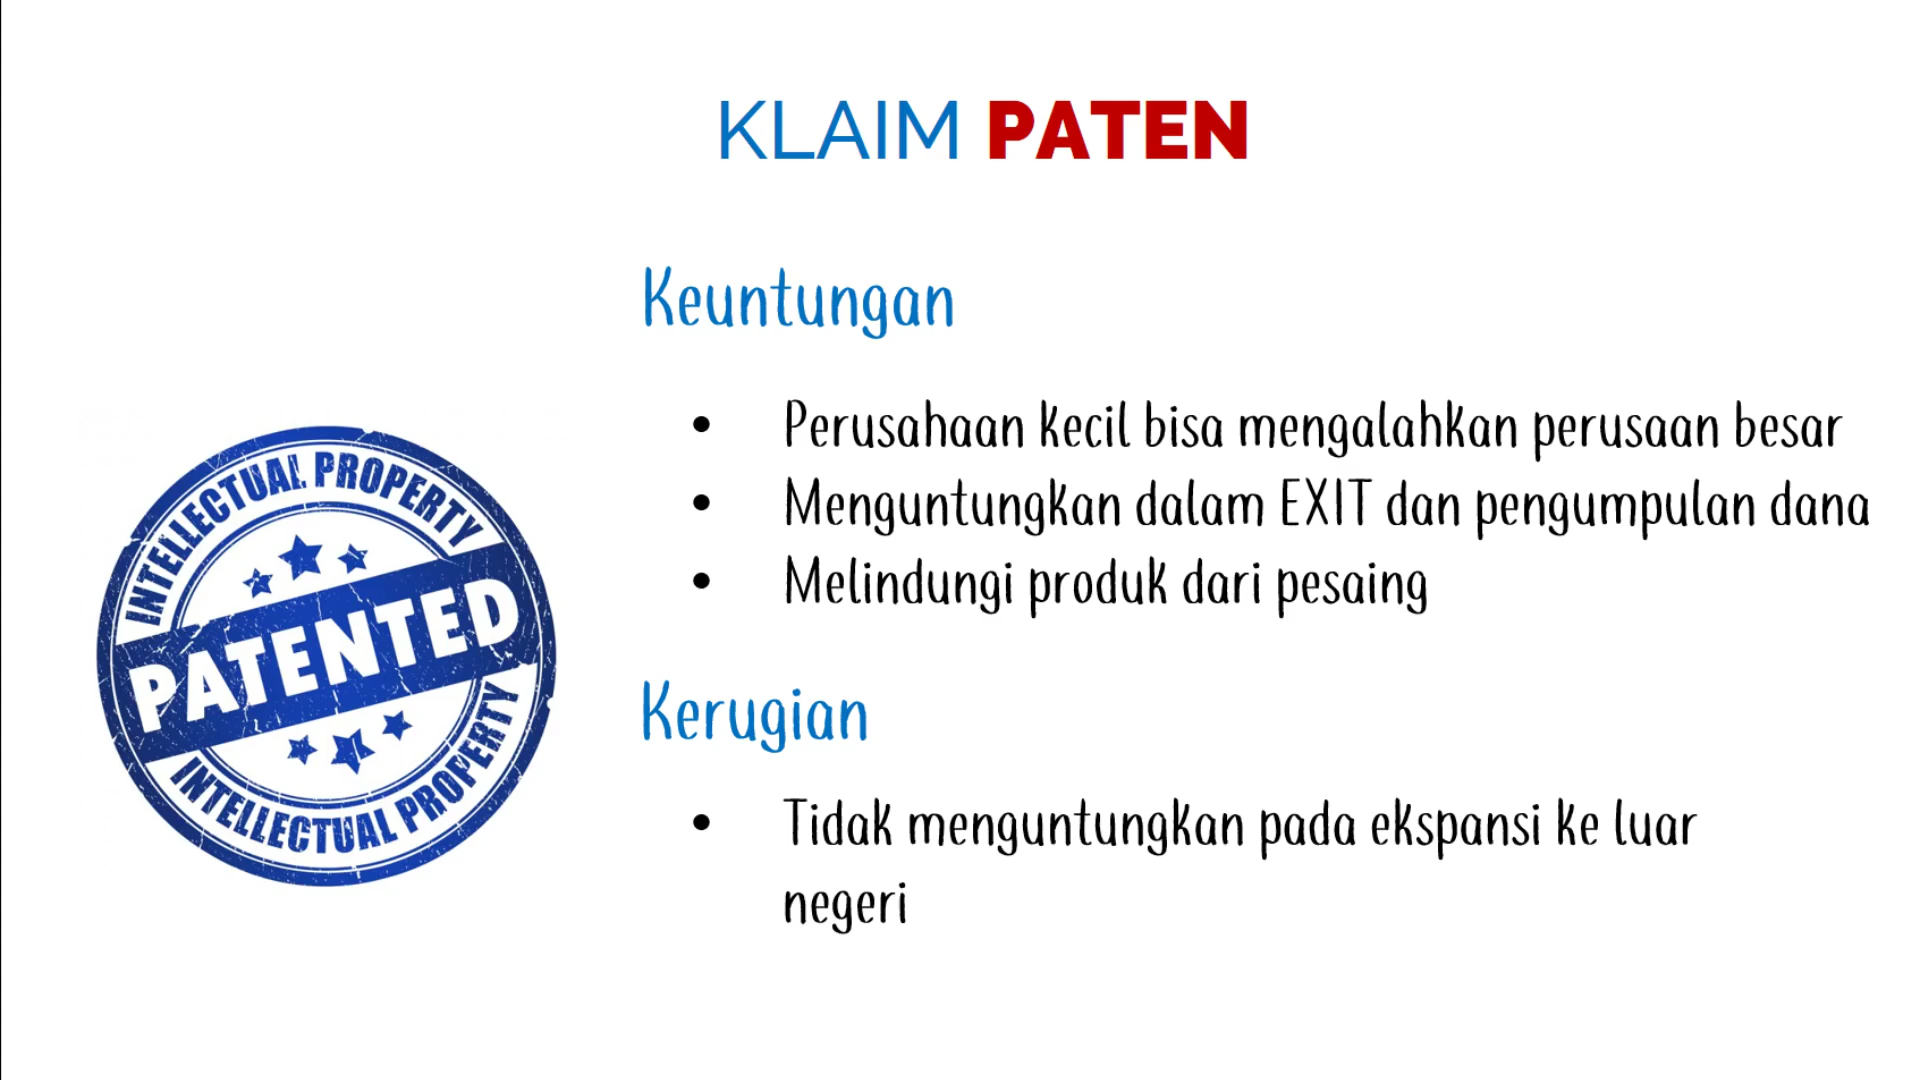 KLAIM PATEN
Keuntungan
• Perusahaan kecil bisa mengalahkan perusaan besar
• Menguntungkan dalam EXIT dan pengumpulan dana
• Melindungi produk dari pesaing
INTELLECTUAL PROPERTY
PATENTED
INTELLECTUAL PROPERTY
Kerugian
• Tidak menguntungkan pada ekspansi ke luar
negeri